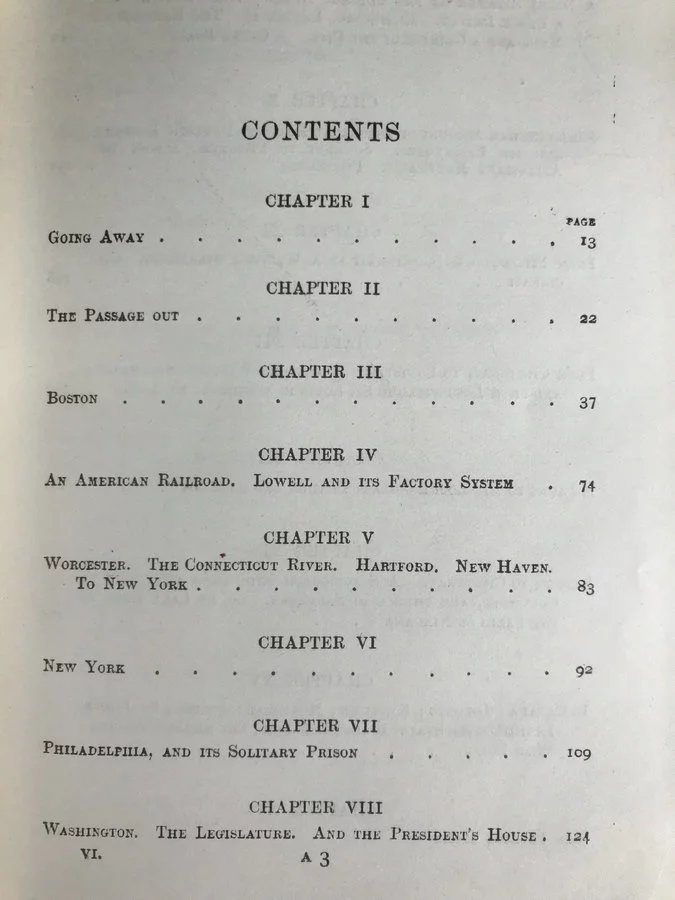 CONTENTS
CHAPTER I
PAGE
Going Away . . . . . . . . . . . . 13
CHAPTER II
The Passage out . . . . . . . . . . 22
CHAPTER III
Boston . . . . . . . . . . . . 37
CHAPTER IV
An American Railroad. Lowell and its Factory System . 74
CHAPTER V
Worcester. The Connecticut River. Hartford. New Haven.
To New York . . . . . . . . . . 83
CHAPTER VI
New York . . . . . . . . . . . 92
CHAPTER VII
Philadelphia, and its Solitary Prison . . . . . 109
CHAPTER VIII
Washington. The Legislature. And the President's House . 124
VI. A 3